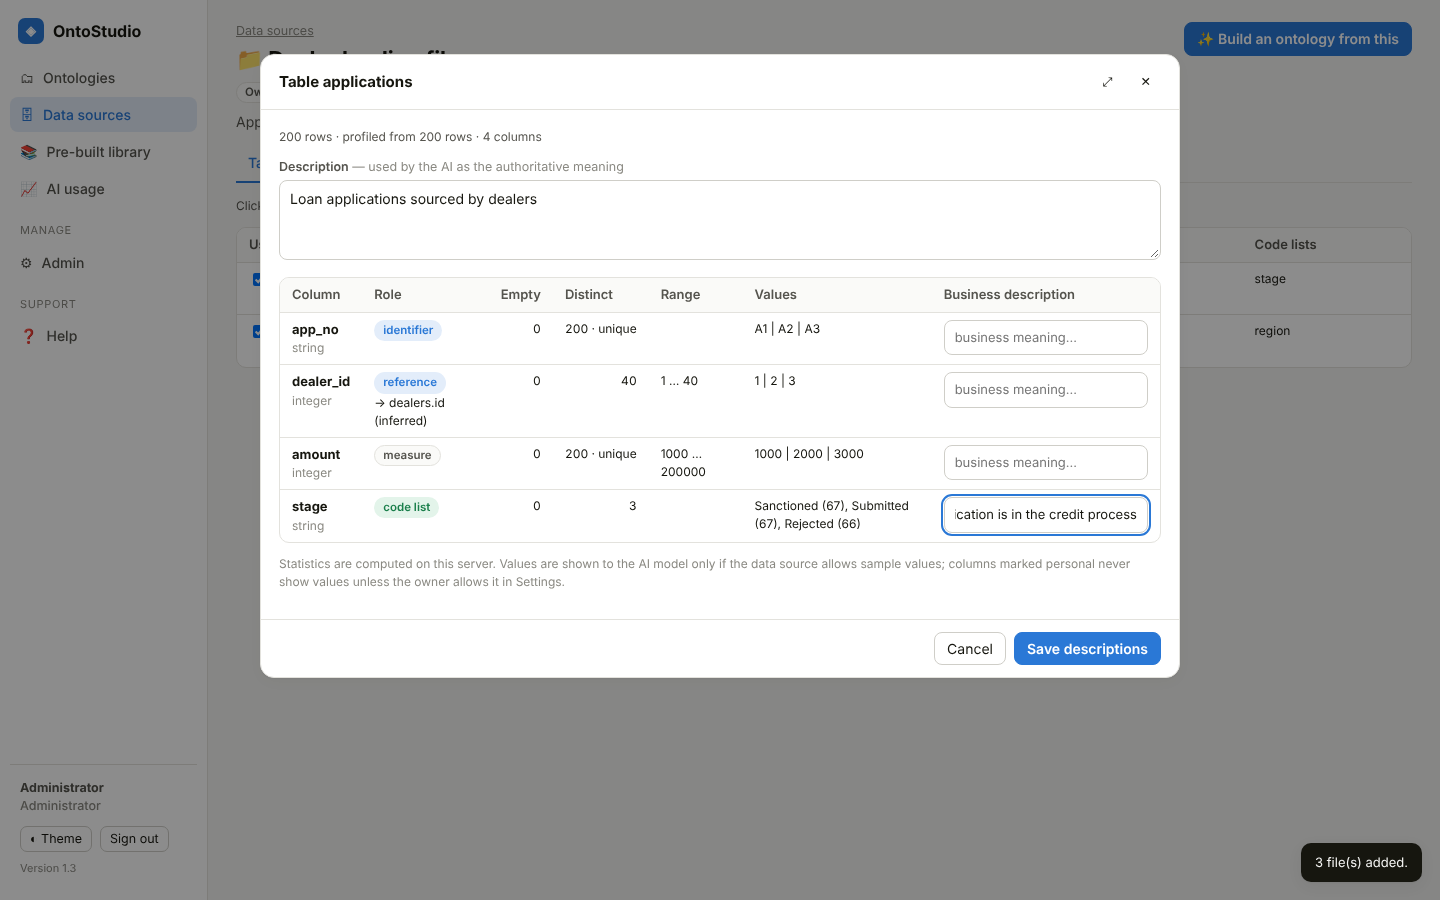 OntoStudio
Ontologies
Data sources
Pre-built library
AI usage
MANAGE
Admin
SUPPORT
Help
Administrator
Administrator
Theme
Sign out
Version 1.3
Data sources
✨ Build an ontology from this
Table applications
200 rows · profiled from 200 rows · 4 columns
Description — used by the AI as the authoritative meaning
Loan applications sourced by dealers
Column Role Empty Distinct Range Values Business description
app_no identifier 0 200 · unique A1 | A2 | A3 business meaning...
string
dealer_id reference 0 40 1 ... 40 1 | 2 | 3 business meaning...
integer → dealers.id
(inferred)
amount measure 0 200 · unique 1000 ... 1000 | 2000 | 3000 business meaning...
integer 200000
stage code list 0 3 Sanctioned (67), Submitted ication is in the credit process
string (67), Rejected (66)
Statistics are computed on this server. Values are shown to the AI model only if the data source allows sample values; columns marked personal never
show values unless the owner allows it in Settings.
Cancel
Save descriptions
Code lists
stage
region
3 file(s) added.